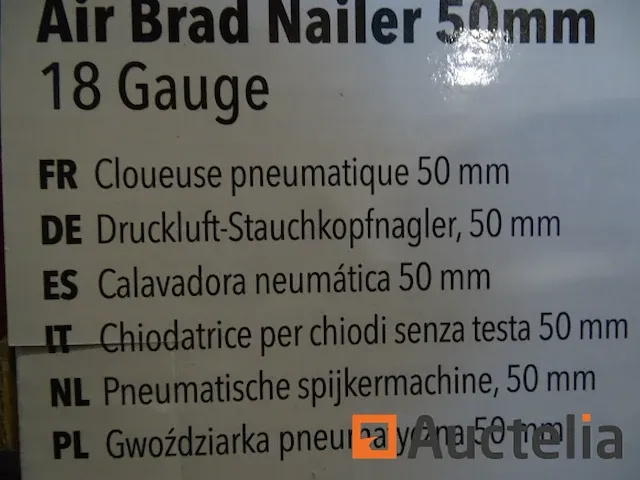 Air Brad Nailer 50mm
18 Gauge
FR Cloueuse pneumatique 50 mm
DE Druckluft-Stauchkopfnagler, 50 mm
ES Calavadora neumática 50 mm
IT Chiodatrice per chiodi senza testa 50 mm
NL Pneumatische spijkermachine, 50 mm
PL Gwoździarka pneumatyczna 50 mm
Auctelia